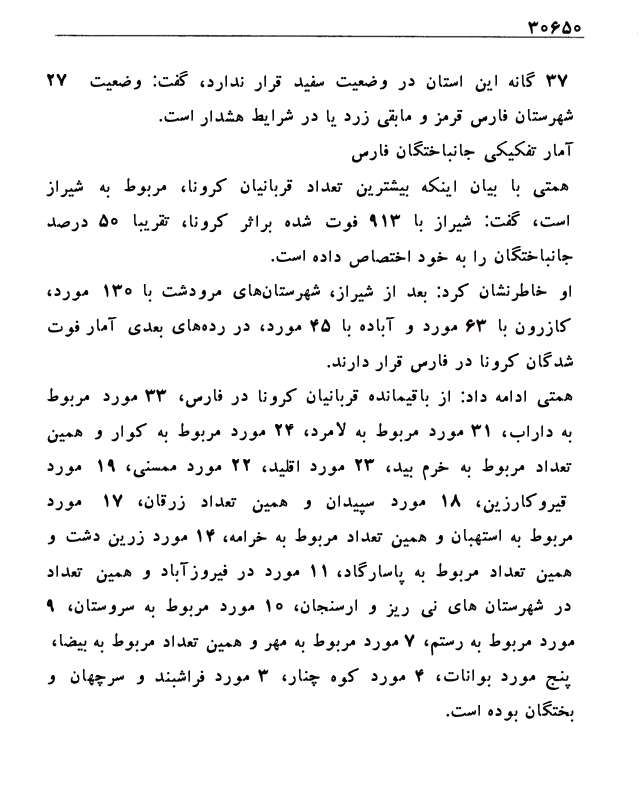 ۳۰۶۵۰
۳۷ گانه این استان در وضعیت سفید قرار ندارد، گفت: وضعیت ۲۷
شهرستان فارس قرمز و مابقی زرد یا در شرایط هشدار است.
آمار تفکیکی جانباختگان فارس
همتی با بیان اینکه بیشترین تعداد قربانیان کرونا، مربوط به شیراز
است، گفت: شیراز با ۹۱۳ فوت شده براثر کرونا، تقریبا ۵۰ درصد
جانباختگان را به خود اختصاص داده است.
او خاطرنشان کرد: بعد از شیراز، شهرستان‌های مرودشت با ۱۳۰ مورد،
کازرون با ۶۳ مورد و آباده با ۴۵ مورد، در رده‌های بعدی آمار فوت
شدگان کرونا در فارس قرار دارند.
همتی ادامه داد: از باقیمانده قربانیان کرونا در فارس، ۳۳ مورد مربوط
به داراب، ۳۱ مورد مربوط به لامرد، ۲۴ مورد مربوط به کوار و همین
تعداد مربوط به خرم بید، ۲۳ مورد اقلید، ۲۲ مورد ممسنی، ۱۹ مورد
قیروکارزین، ۱۸ مورد سپیدان و همین تعداد زرقان، ۱۷ مورد
مربوط به استهبان و همین تعداد مربوط به خرامه، ۱۴ مورد زرین دشت و
همین تعداد مربوط به پاسارگاد، ۱۱ مورد در فیروزآباد و همین تعداد
در شهرستان های نی ریز و ارسنجان، ۱۰ مورد مربوط به سروستان، ۹
مورد مربوط به رستم، ۷ مورد مربوط به مهر و همین تعداد مربوط به بیضا،
پنج مورد بوانات، ۴ مورد کوه چنار، ۳ مورد فراشبند و سرچهان و
بختگان بوده است.